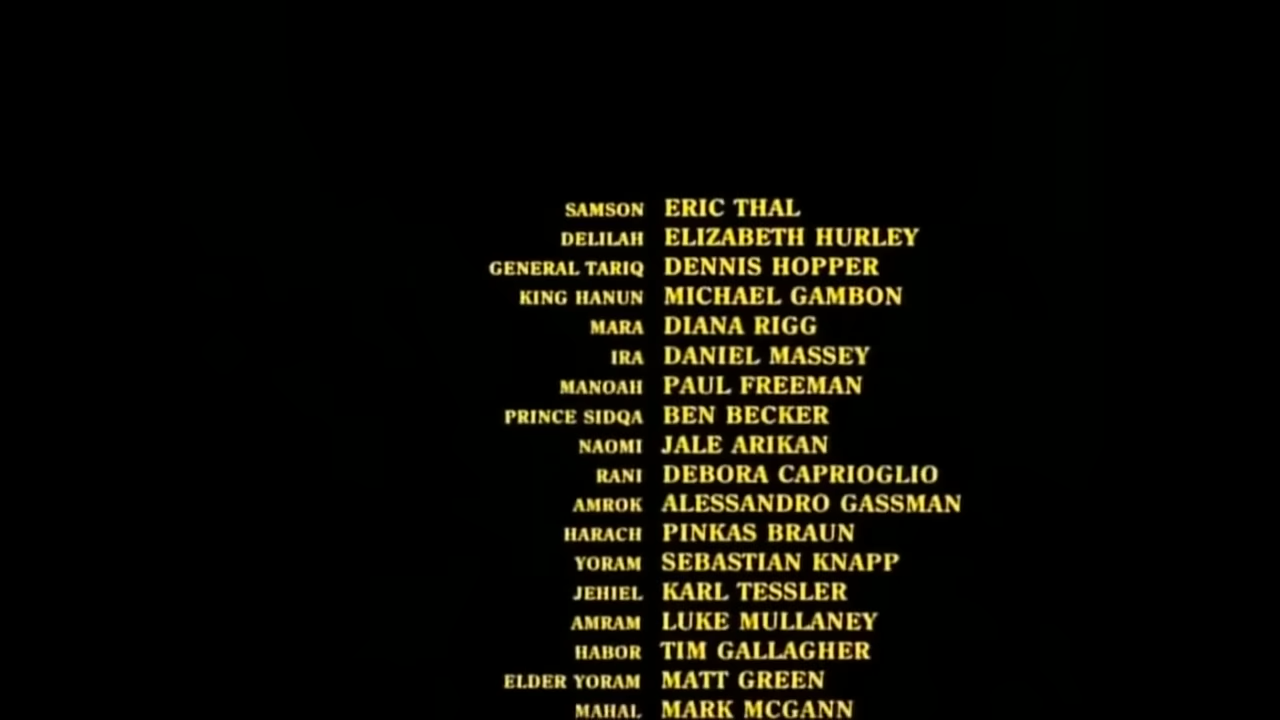 SAMSON ERIC THAL
DELILAH ELIZABETH HURLEY
GENERAL TARIQ DENNIS HOPPER
KING HANUN MICHAEL GAMBON
MARA DIANA RIGG
IRA DANIEL MASSEY
MANOAH PAUL FREEMAN
PRINCE SIDQA BEN BECKER
NAOMI JALE ARIKAN
RANI DEBORA CAPRIOGLIO
AMROK ALESSANDRO GASSMAN
HARACH PINKAS BRAUN
YORAM SEBASTIAN KNAPP
JEHIEL KARL TESSLER
AMRAM LUKE MULLANEY
HABOR TIM GALLAGHER
ELDER YORAM MATT GREEN
MAHAL MARK MCGANN